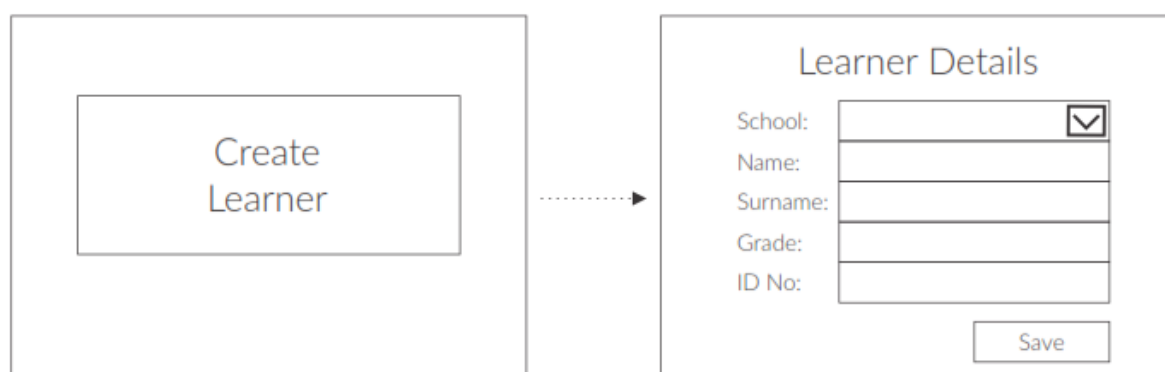 Create
Learner
Learner Details
School:
Name:
Surname:
Grade:
ID No:
Save